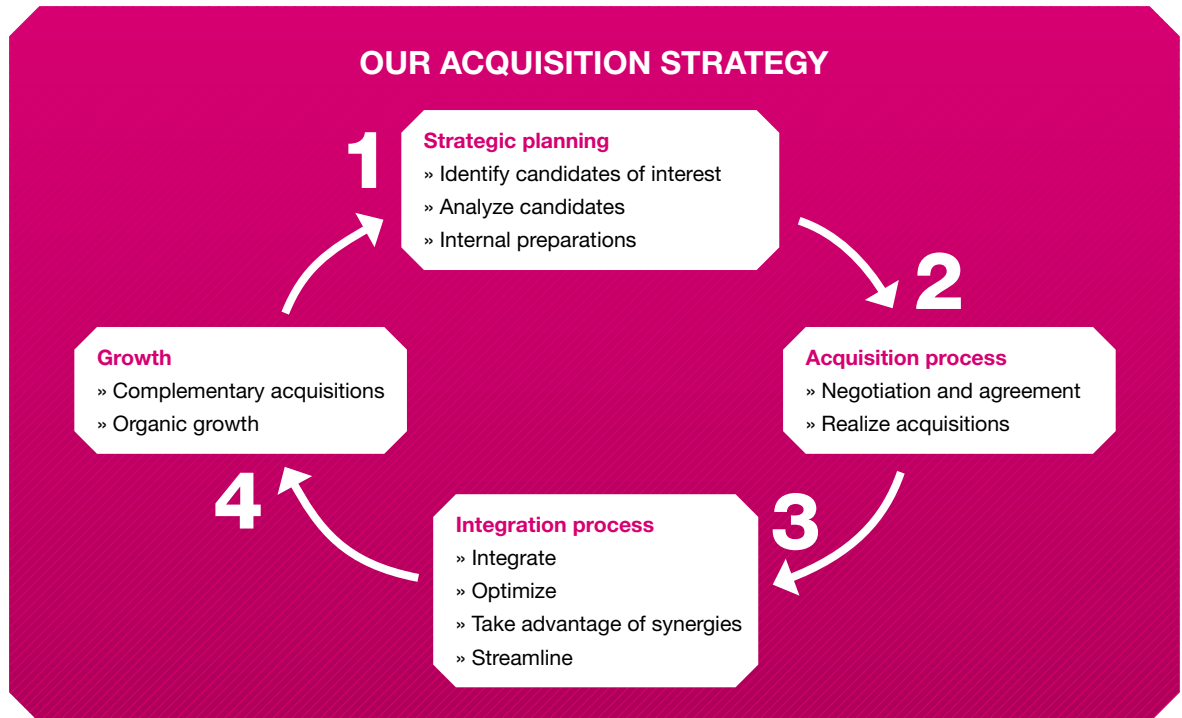 OUR ACQUISITION STRATEGY
1
Strategic planning
» Identify candidates of interest
» Analyze candidates
» Internal preparations
2
Acquisition process
» Negotiation and agreement
» Realize acquisitions
3
Integration process
» Integrate
» Optimize
» Take advantage of synergies
» Streamline
4
Growth
» Complementary acquisitions
» Organic growth